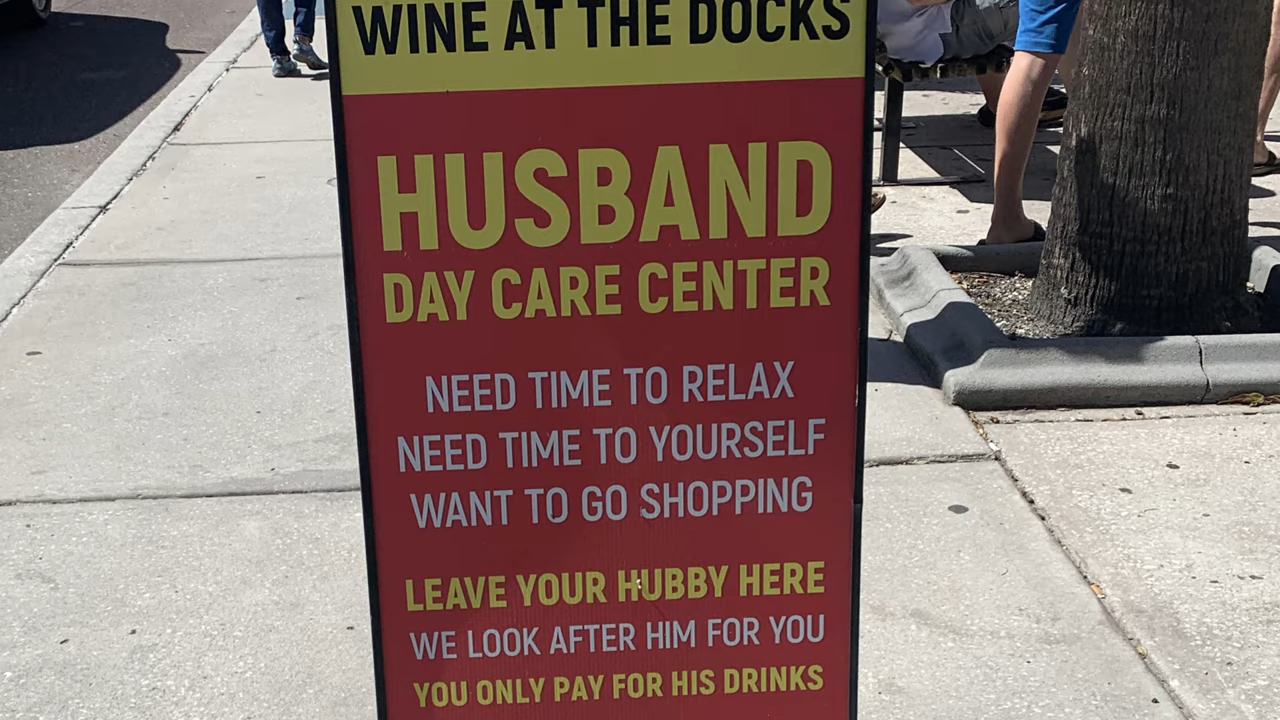 WINE AT THE DOCKS
HUSBAND
DAY CARE CENTER
NEED TIME TO RELAX
NEED TIME TO YOURSELF
WANT TO GO SHOPPING
LEAVE YOUR HUBBY HERE
WE LOOK AFTER HIM FOR YOU
YOU ONLY PAY FOR HIS DRINKS